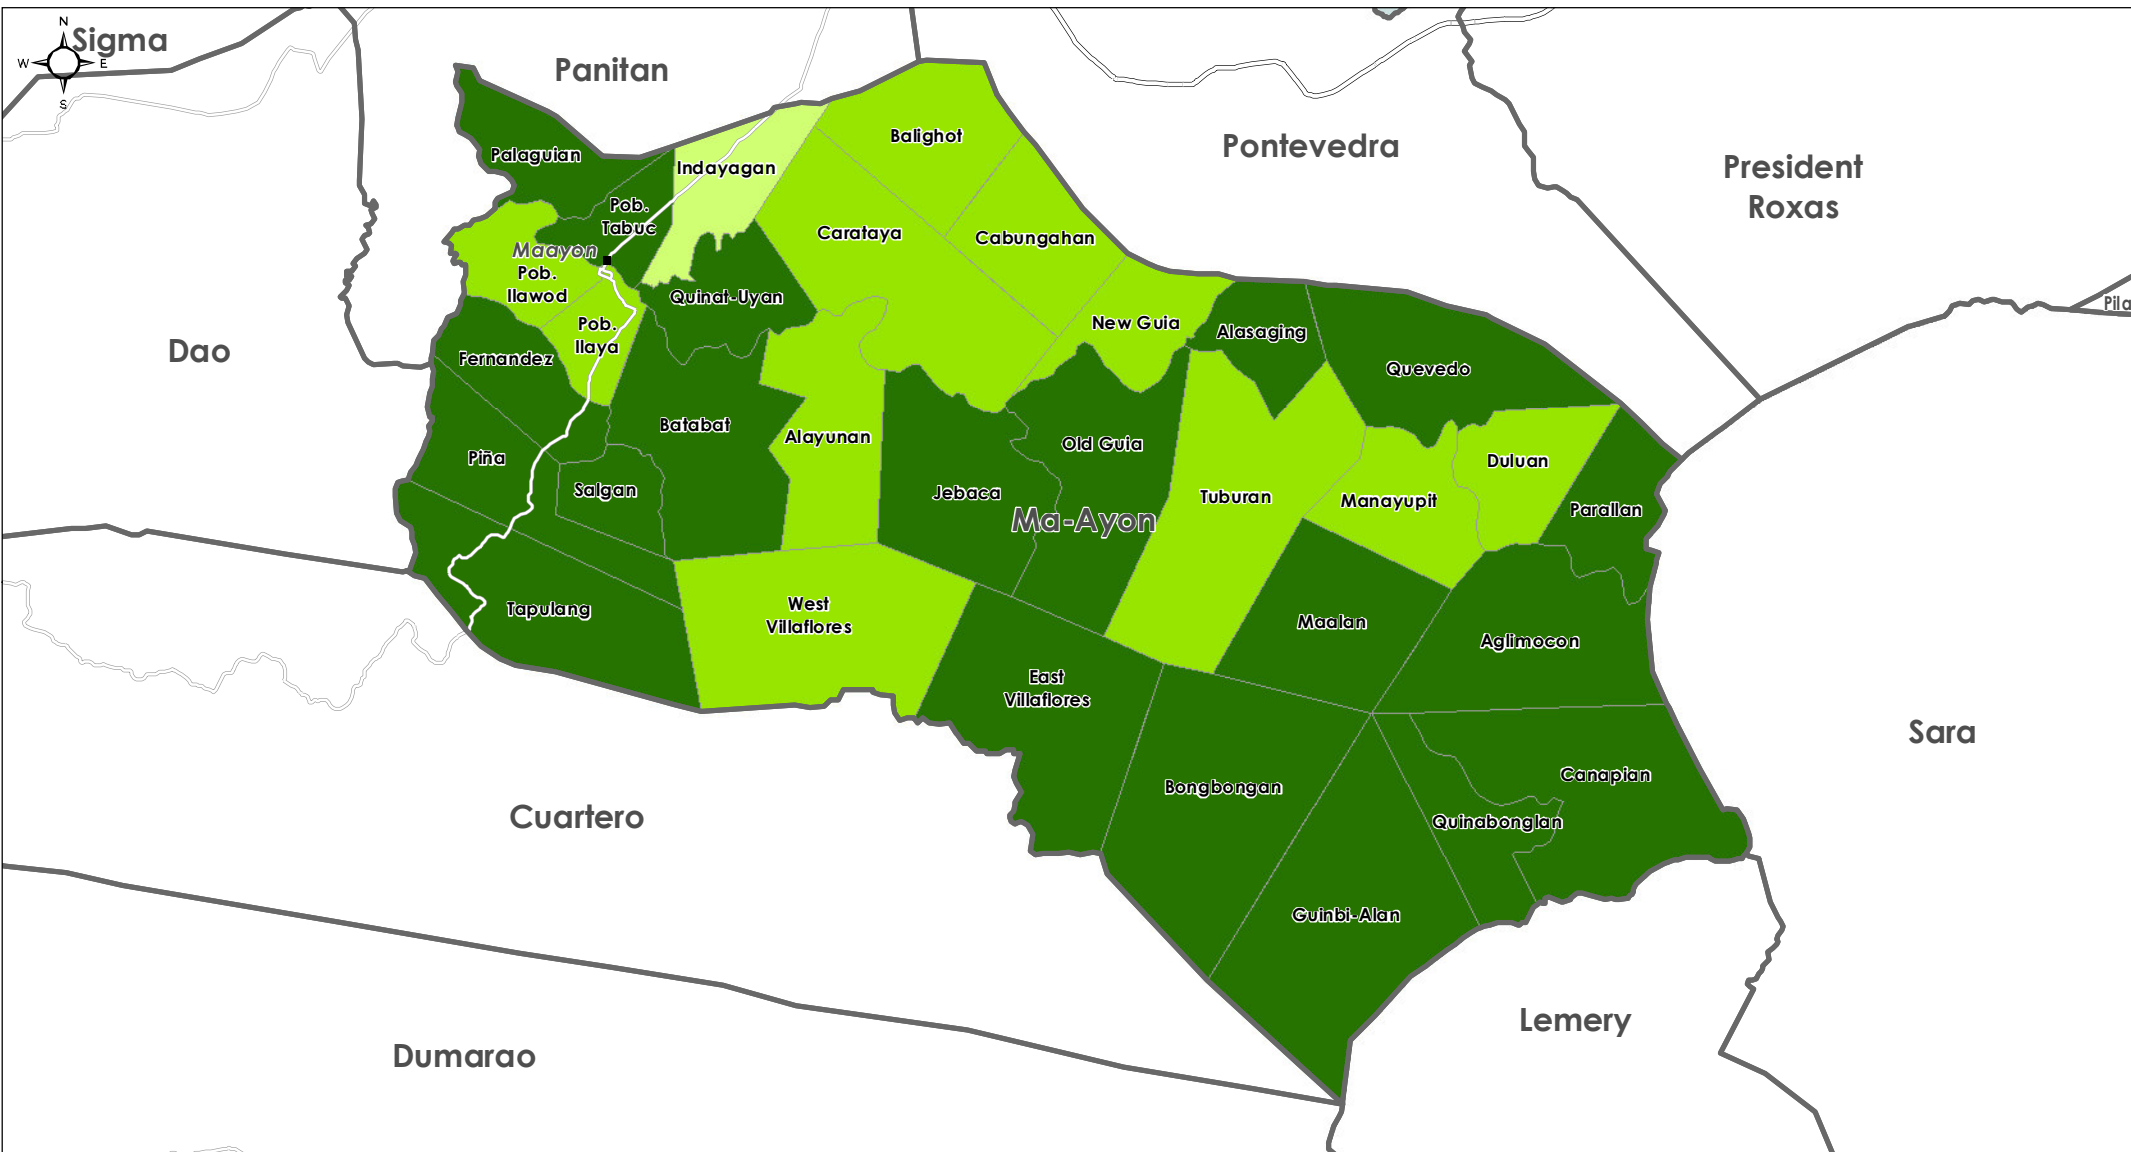 N
Sigma
W
E
S
Panitan
Pontevedra
President
Roxas
Dao
Pila
Sara
Cuartero
Lemery
Dumarao
Ma-Ayon
Maayon
Palaguian
Indayagan
Pob.
Tabuc
Balighot
Carataya
Cabungahan
Pob.
Ilawod
Quinat-Uyan
Pob.
Ilaya
New Guia
Alasaging
Fernandez
Quevedo
Batabat
Alayunan
Old Guia
Piña
Duluan
Salgan
Jebaca
Tuburan
Manayupit
Parallan
Tapulang
West
Villaflores
Maalan
Aglimocon
East
Villaflores
Bongbongan
Canapian
Quinabonglan
Guinbi-Alan